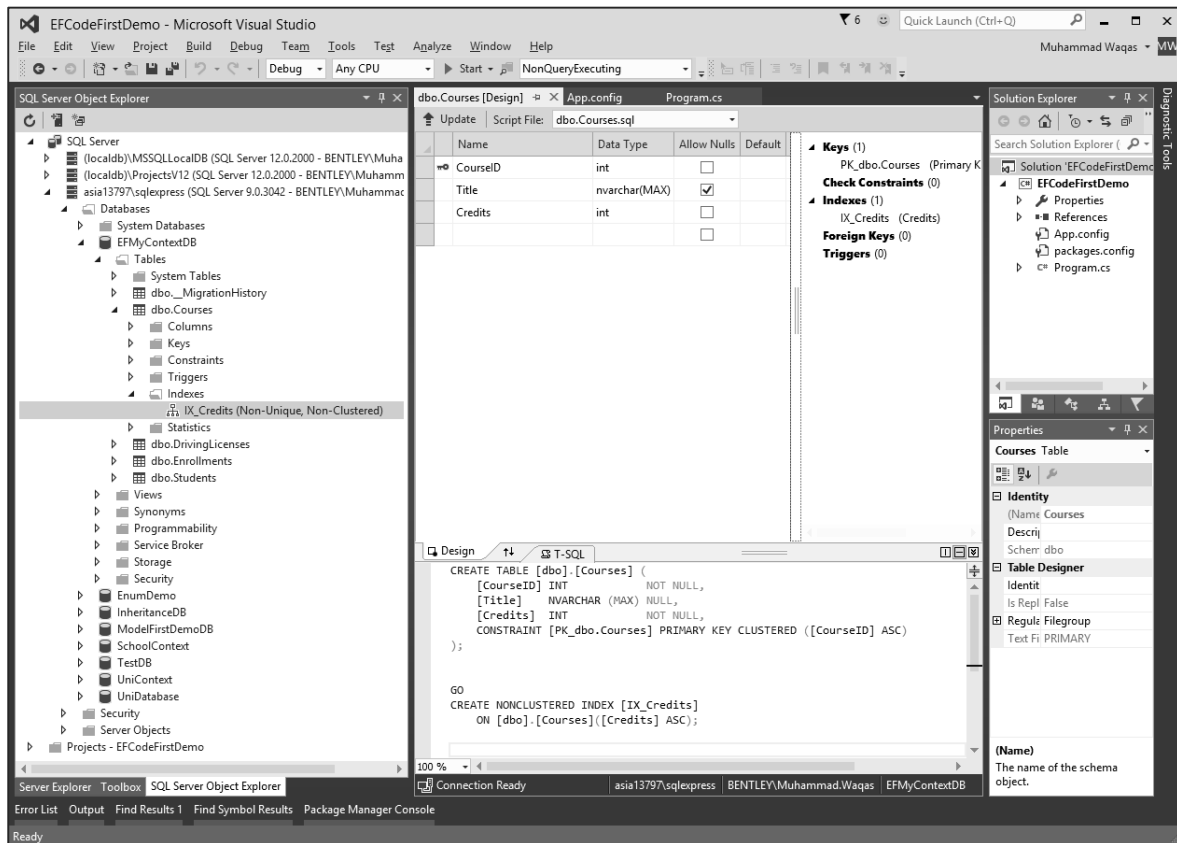 EFCodeFirstDemo - Microsoft Visual Studio
6
Quick Launch (Ctrl+Q)
File Edit View Project Build Debug Team Tools Test Analyze Window Help
Muhammad Waqas
MW
Debug Any CPU Start NonQueryExecuting
SQL Server Object Explorer
SQL Server
(localdb)\MSSQLLocalDB (SQL Server 12.0.2000 - BENTLEY\Muha
(localdb)\ProjectsV12 (SQL Server 12.0.2000 - BENTLEY\Muhamm
asia13797\sqlexpress (SQL Server 9.0.3042 - BENTLEY\Muhammac
Databases
System Databases
EFMyContextDB
Tables
System Tables
dbo.__MigrationHistory
dbo.Courses
Columns
Keys
Constraints
Triggers
Indexes
IX_Credits (Non-Unique, Non-Clustered)
Statistics
dbo.DrivingLicenses
dbo.Enrollments
dbo.Students
Views
Synonyms
Programmability
Service Broker
Storage
Security
EnumDemo
InheritanceDB
ModelFirstDemoDB
SchoolContext
TestDB
UniContext
UniDatabase
Security
Server Objects
Projects - EFCodeFirstDemo
Server Explorer Toolbox SQL Server Object Explorer
dbo.Courses [Design] App.config Program.cs
Update Script File: dbo.Courses.sql
Name Data Type Allow Nulls Default
CourseID int
Title nvarchar(MAX)
Credits int
Keys (1)
PK_dbo.Courses (Primary K
Check Constraints (0)
Indexes (1)
IX_Credits (Credits)
Foreign Keys (0)
Triggers (0)
Design T-SQL
CREATE TABLE [dbo].[Courses] (
[CourseID] INT NOT NULL,
[Title] NVARCHAR (MAX) NULL,
[Credits] INT NOT NULL,
CONSTRAINT [PK_dbo.Courses] PRIMARY KEY CLUSTERED ([CourseID] ASC)
);
GO
CREATE NONCLUSTERED INDEX [IX_Credits]
ON [dbo].[Courses]([Credits] ASC);
100 %
Connection Ready asia13797\sqlexpress BENTLEY\Muhammad.Waqas EFMyContextDB
Solution Explorer
Search Solution Explorer (
Solution 'EFCodeFirstDemc
C# EFCodeFirstDemo
Properties
References
App.config
packages.config
C# Program.cs
Properties
Courses Table
Identity
(Name Courses
Descrip
Schem dbo
Table Designer
Identit
Is Repl False
Regula Filegroup
Text Fi PRIMARY
(Name)
The name of the schema
object.
Diagnostic Tools
Error List Output Find Results 1 Find Symbol Results Package Manager Console
Ready